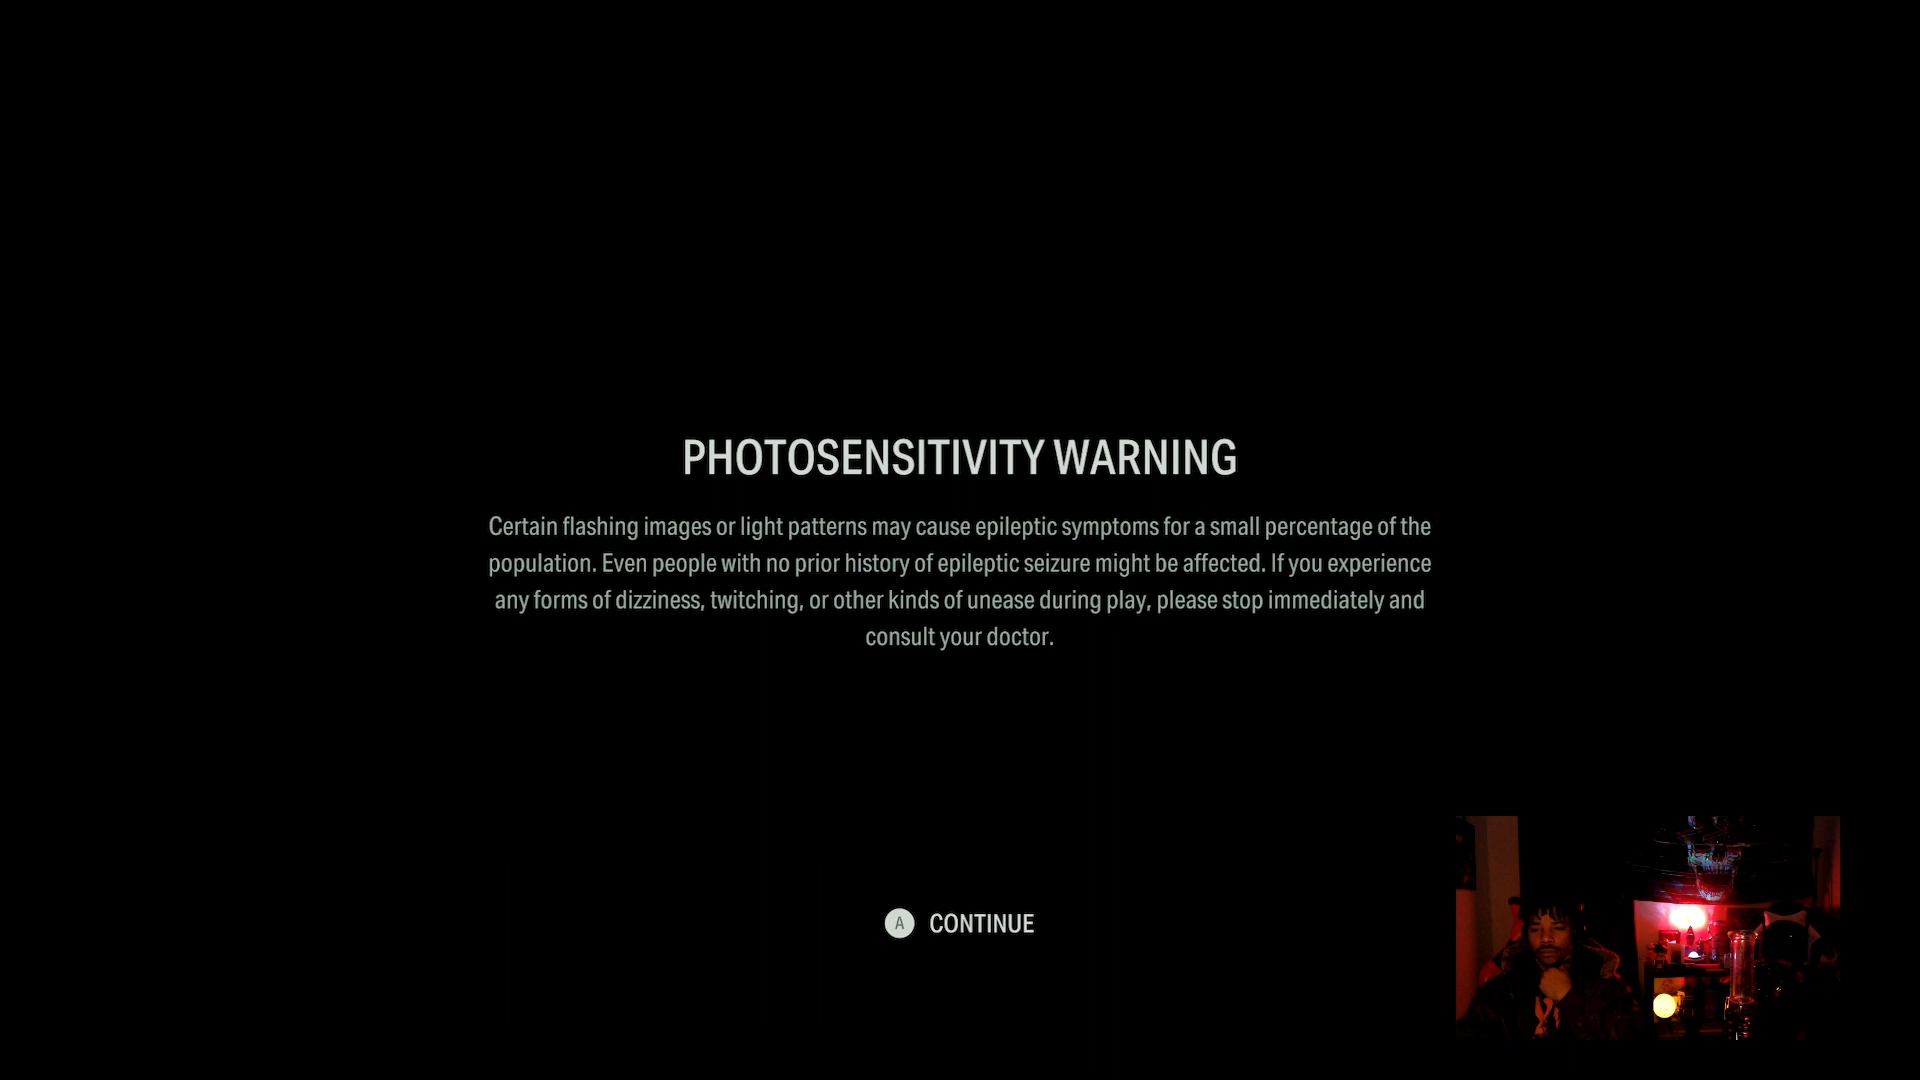 PHOTOSENSITIVITY WARNING
Certain flashing images or light patterns may cause epileptic symptoms for a small percentage of the
population. Even people with no prior history of epileptic seizure might be affected. If you experience
any forms of dizziness, twitching, or other kinds of unease during play, please stop immediately and
consult your doctor.
A CONTINUE